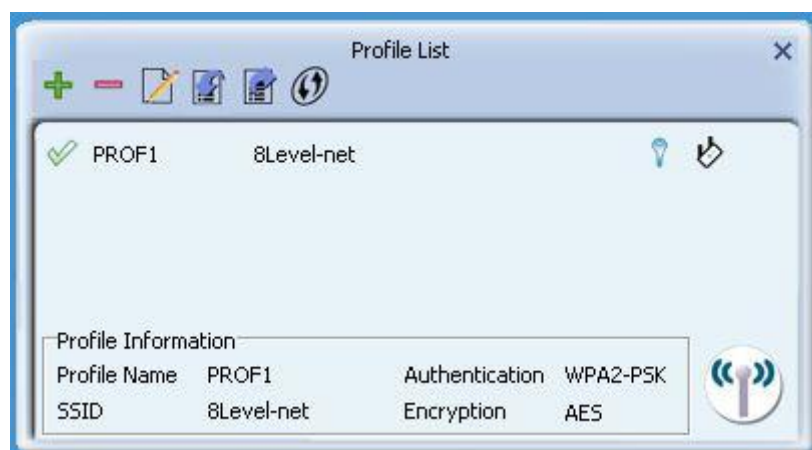 Profile List
PROF1 8Level-net
Profile Information
Profile Name PROF1 Authentication WPA2-PSK
SSID 8Level-net Encryption AES